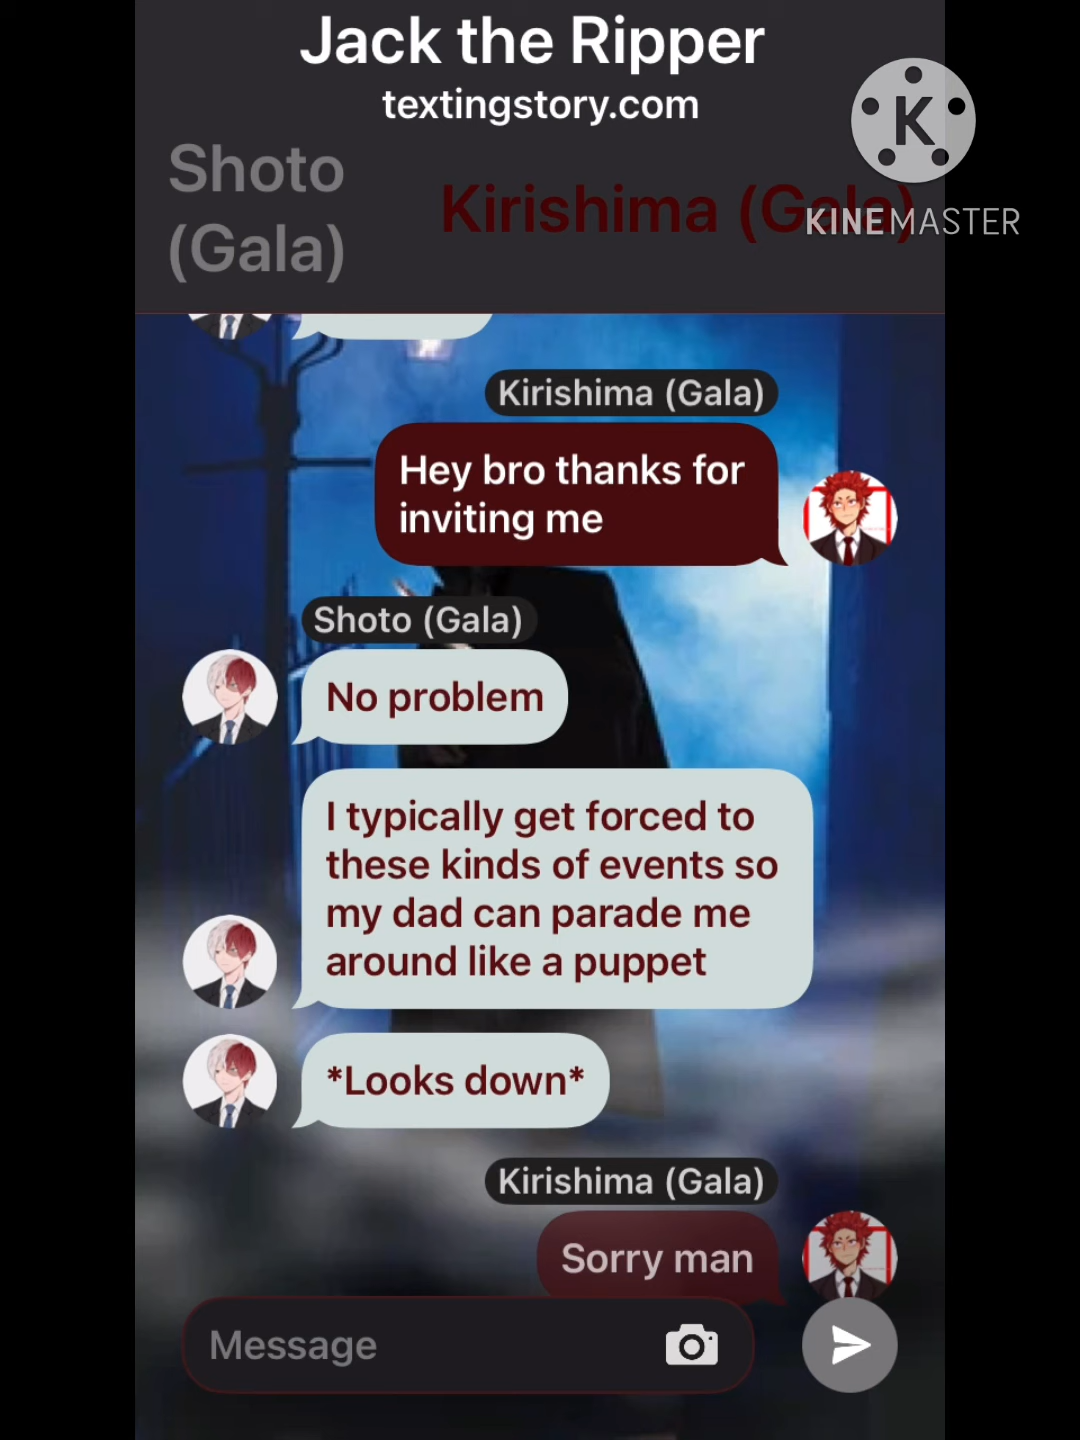 Jack the Ripper
textingstory.com
Shoto
(Gala)
Kirishima (Gala)
K
KINEMASTER
Kirishima (Gala)
Hey bro thanks for
inviting me
Shoto (Gala)
No problem
I typically get forced to
these kinds of events so
my dad can parade me
around like a puppet
*Looks down*
Kirishima (Gala)
Sorry man
Message